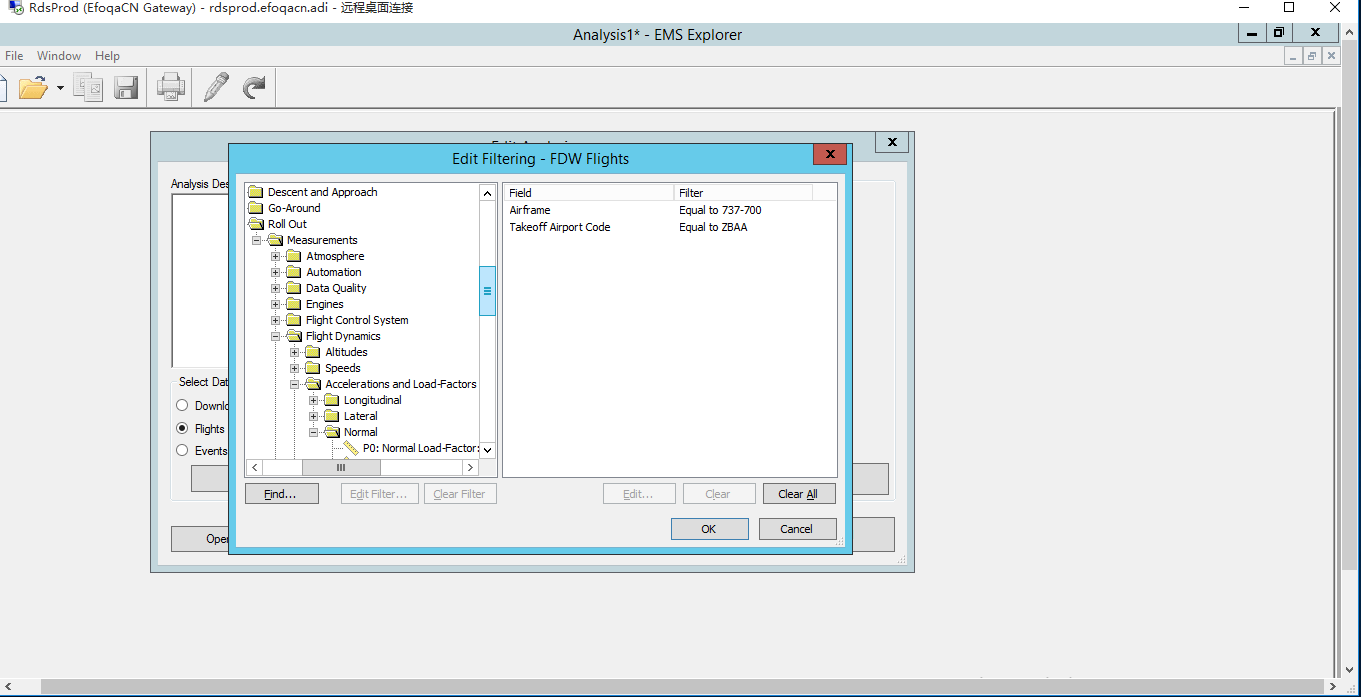 RdsProd (EfoqaCN Gateway) - rdsprod.efoqacn.adi - 远程桌面连接
Analysis1* - EMS Explorer
File Window Help
Edit Filtering - FDW Flights
Analysis Des
Descent and Approach
Go-Around
Roll Out
Measurements
Atmosphere
Automation
Data Quality
Engines
Flight Control System
Flight Dynamics
Altitudes
Speeds
Accelerations and Load-Factors
Longitudinal
Lateral
Normal
P0: Normal Load-Factor:
Field Filter
Airframe Equal to 737-700
Takeoff Airport Code Equal to ZBAA
Select Dat
Downlo
Flights
Events
Find... Edit Filter... Clear Filter Edit... Clear Clear All
OK Cancel
Open